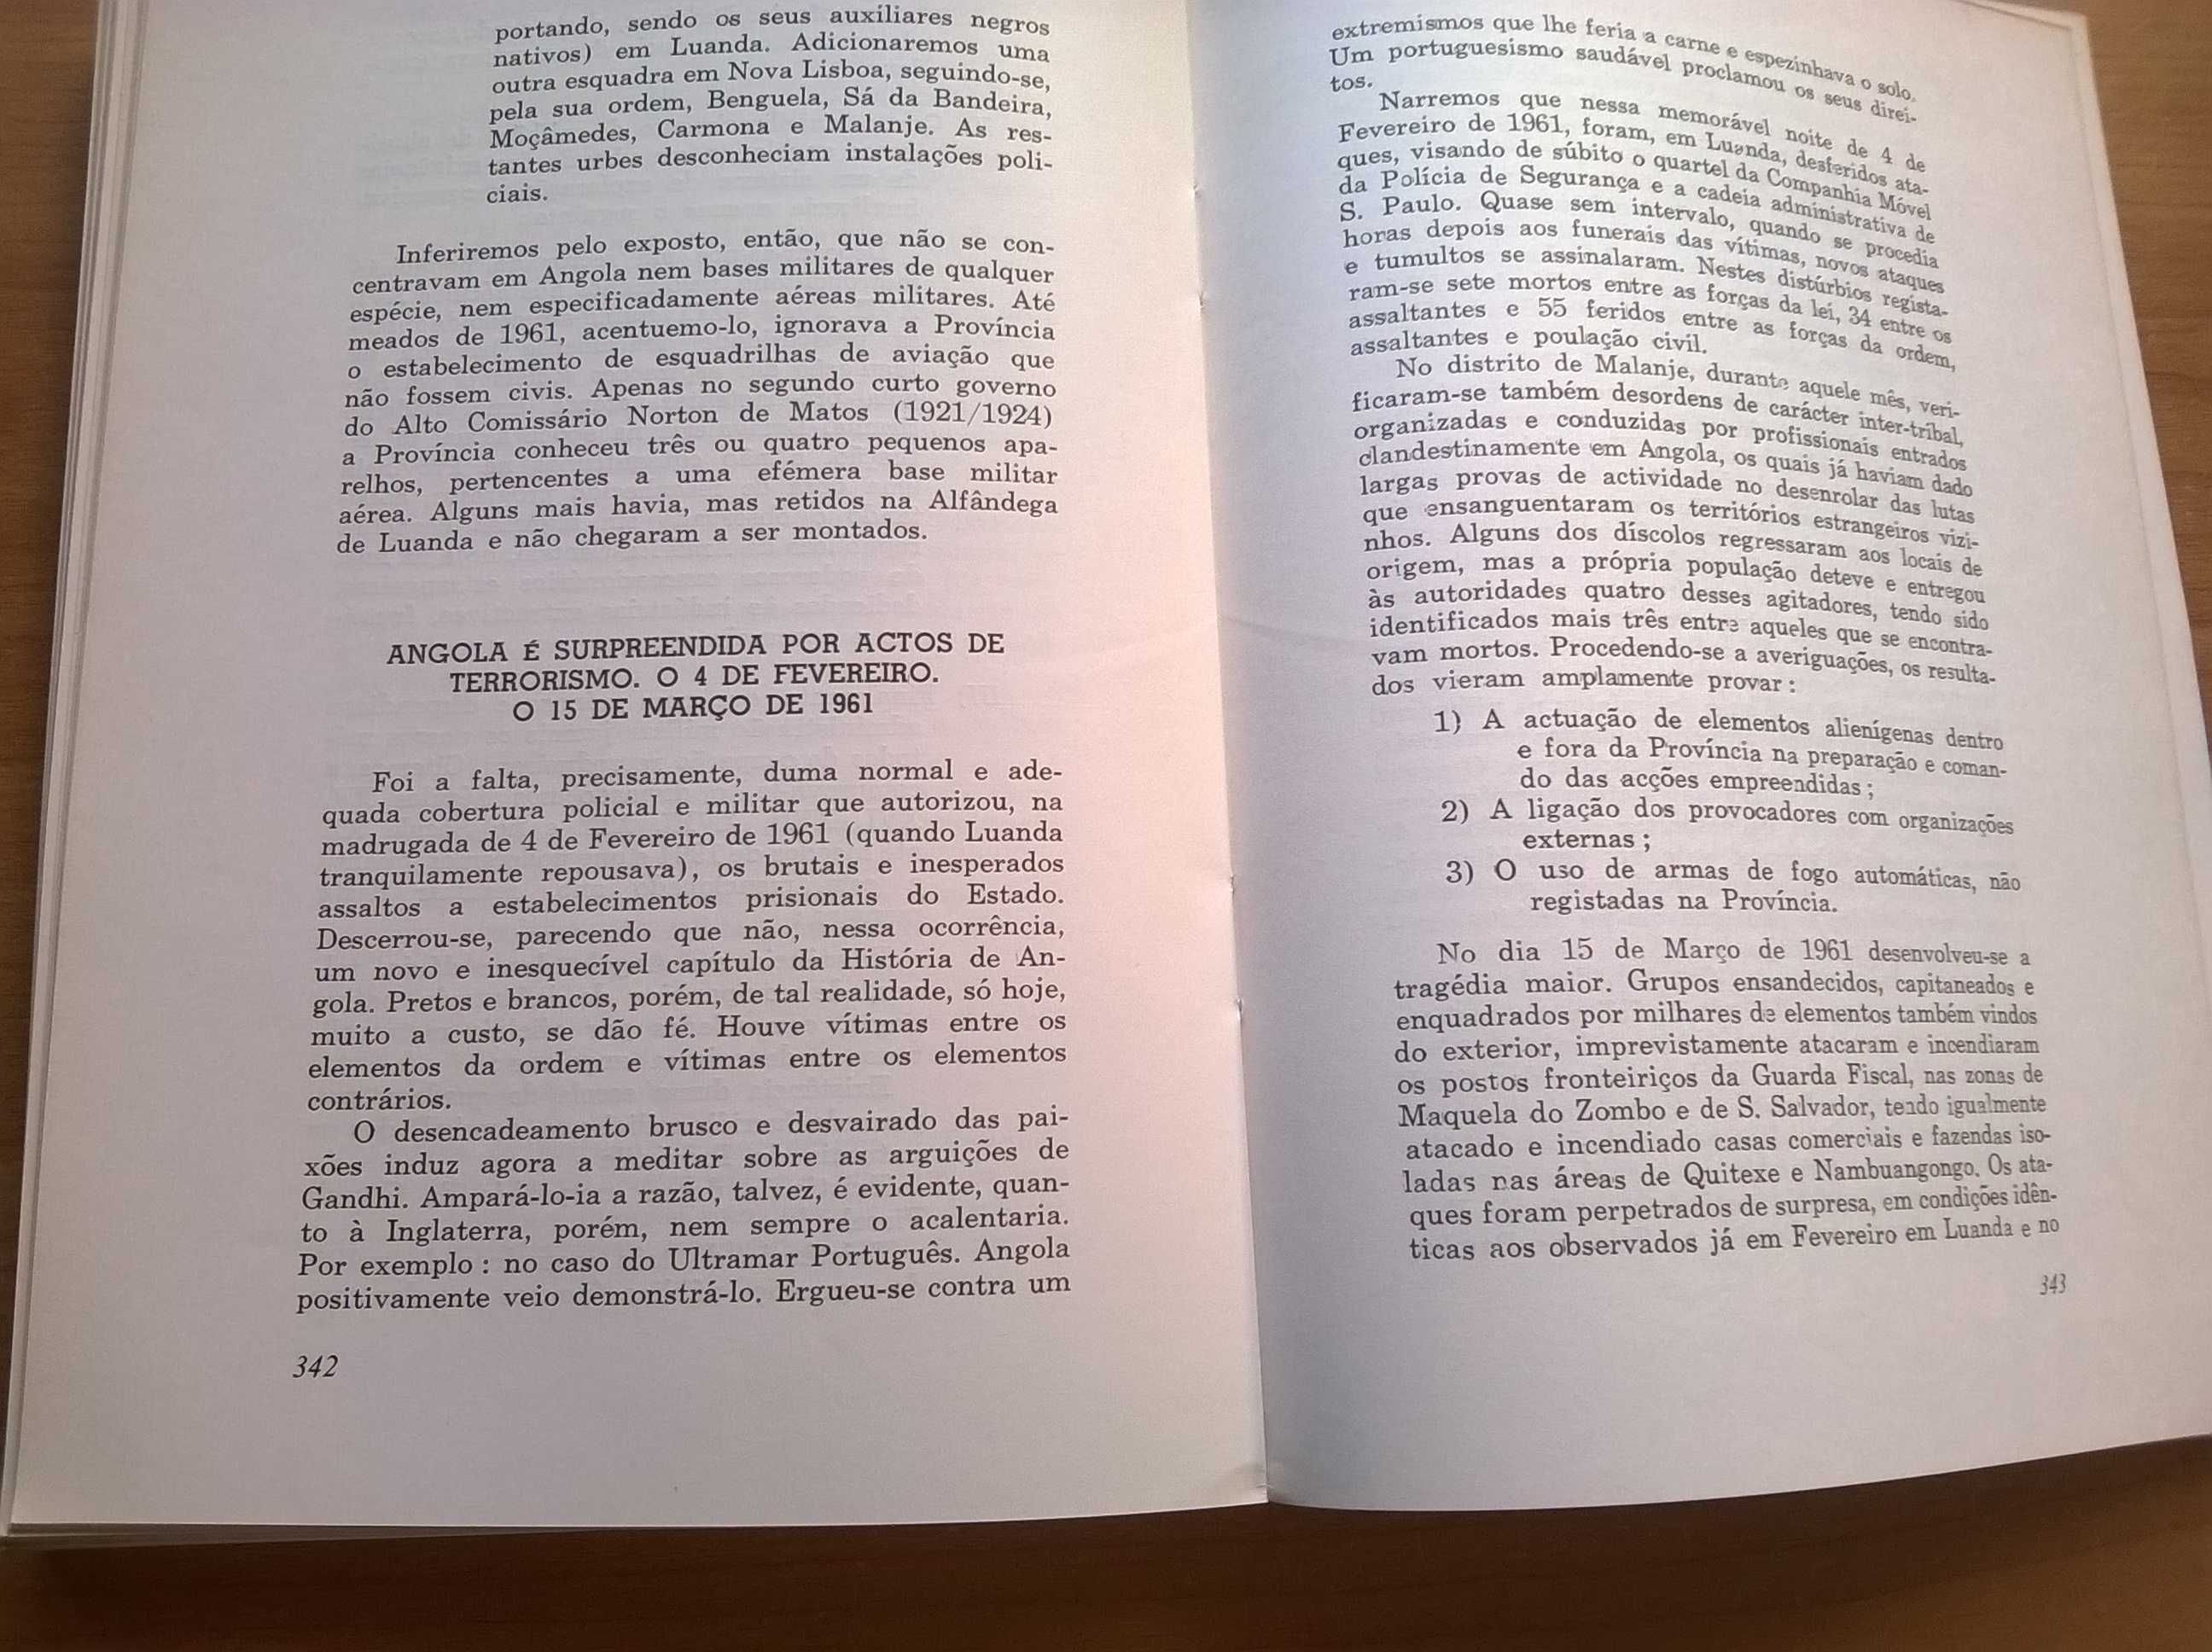 portando, sendo os seus auxiliares negros
nativos) em Luanda. Adicionaremos uma
outra esquadra em Nova Lisboa, seguindo-se,
pela sua ordem, Benguela, Sá da Bandeira,
Moçâmedes, Carmona e Malanje. As res-
tantes urbes desconheciam instalações poli-
ciais.
Inferiremos pelo exposto, então, que não se con-
centravam em Angola nem bases militares de qualquer
espécie, nem especificadamente aéreas militares. Até
meados de 1961, acentuemo-lo, ignorava a Província
o estabelecimento de esquadrilhas de aviação que
não fossem civis. Apenas no segundo curto governo
do Alto Comissário Norton de Matos (1921/1924)
a Província conheceu três ou quatro pequenos apa-
relhos, pertencentes a uma efémera base militar
aérea. Alguns mais havia, mas retidos na Alfândega
de Luanda e não chegaram a ser montados.
ANGOLA É SURPREENDIDA POR ACTOS DE
TERRORISMO. O 4 DE FEVEREIRO.
O 15 DE MARÇO DE 1961
Foi a falta, precisamente, duma normal e ade-
quada cobertura policial e militar que autorizou, na
madrugada de 4 de Fevereiro de 1961 (quando Luanda
tranquilamente repousava), os brutais e inesperados
assaltos a estabelecimentos prisionais do Estado.
Descerrou-se, parecendo que não, nessa ocorrência,
um novo e inesquecível capítulo da História de An-
gola. Pretos e brancos, porém, de tal realidade, só hoje,
muito a custo, se dão fé. Houve vítimas entre os
elementos da ordem e vítimas entre os elementos
contrários.
O desencadeamento brusco e desvairado das pai-
xões induz agora a meditar sobre as arguições de
Gandhi. Ampará-lo-ia a razão, talvez, é evidente, quan-
to à Inglaterra, porém, nem sempre o acalentaria.
Por exemplo : no caso do Ultramar Português. Angola
positivamente veio demonstrá-lo. Ergueu-se contra um
342
extremismos que lhe feria a carne e espezinhava o solo.
Um portuguesismo saudável proclamou os seus direi-
tos.
Narremos que nessa memorável noite de 4 de
Fevereiro de 1961, foram, em Luanda, desferidos ata-
ques, visando de súbito o quartel da Companhia Móvel
da Polícia de Segurança e a cadeia administrativa de
S. Paulo. Quase sem intervalo, quando se procedia
horas depois aos funerais das vítimas, novos ataques
e tumultos se assinalaram. Nestes distúrbios regista-
ram-se sete mortos entre as forças da lei, 34 entre os
assaltantes e 55 feridos entre as forças da ordem,
assaltantes e poulação civil.
No distrito de Malanje, durante aquele mês, veri-
ficaram-se também desordens de carácter inter-tribal,
organizadas e conduzidas por profissionais entrados
clandestinamente em Angola, os quais já haviam dado
largas provas de actividade no desenrolar das lutas
que ensanguentaram os territórios estrangeiros vizi-
nhos. Alguns dos díscolos regressaram aos locais de
origem, mas a própria população deteve e entregou
às autoridades quatro desses agitadores, tendo sido
identificados mais três entre aqueles que se encontra-
vam mortos. Procedendo-se a averiguações, os resulta-
dos vieram amplamente provar :
1) A actuação de elementos alienígenas dentro
e fora da Província na preparação e coman-
do das acções empreendidas ;
2) A ligação dos provocadores com organizações
externas ;
3) O uso de armas de fogo automáticas, não
registadas na Província.
No dia 15 de Março de 1961 desenvolveu-se a
tragédia maior. Grupos ensandecidos, capitaneados e
enquadrados por milhares de elementos também vindos
do exterior, imprevistamente atacaram e incendiaram
os postos fronteiriços da Guarda Fiscal, nas zonas de
Maquela do Zombo e de S. Salvador, tendo igualmente
atacado e incendiado casas comerciais e fazendas iso-
ladas nas áreas de Quitexe e Nambuangongo. Os ata-
ques foram perpetrados de surpresa, em condições idên-
ticas aos observados já em Fevereiro em Luanda e no
343